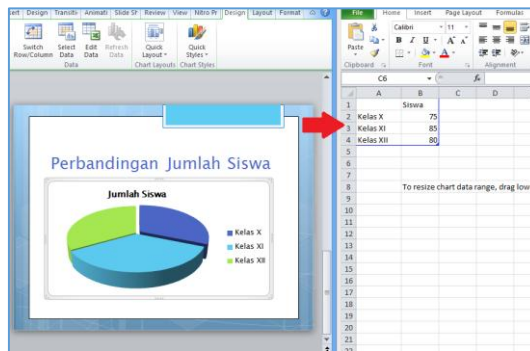 ert Design Transiti Animati Slide Sh Review View Nitro Pr Design Layout Format
Switch Row/Column
Select Data
Edit Data
Refresh Data
Quick Layout
Quick Styles
Data
Chart Layouts
Chart Styles
Perbandingan Jumlah Siswa
Jumlah Siswa
Kelas X
Kelas XI
Kelas XII
File Home Insert Page Layout Formulas
Paste
Calibri 11
B I U
Clipboard Font Alignment
C6 fx
A B C D
1 Siswa
2 Kelas X 75
3 Kelas XI 85
4 Kelas XII 80
5
6
7
8 To resize chart data range, drag low
9
10
11
12
13
14
15
16
17
18
19
20
21
22